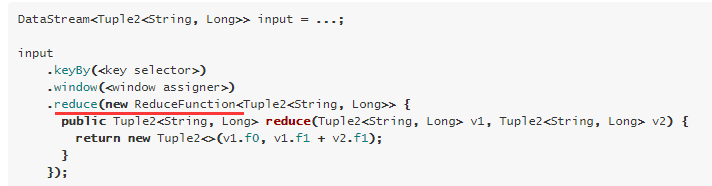 DataStream<Tuple2<String, Long>> input = ...;
input
.keyBy(<key selector>)
.window(<window assigner>)
.reduce(new ReduceFunction<Tuple2<String, Long>> {
public Tuple2<String, Long> reduce(Tuple2<String, Long> v1, Tuple2<String, Long> v2) {
return new Tuple2<>(v1.f0, v1.f1 + v2.f1);
}
});